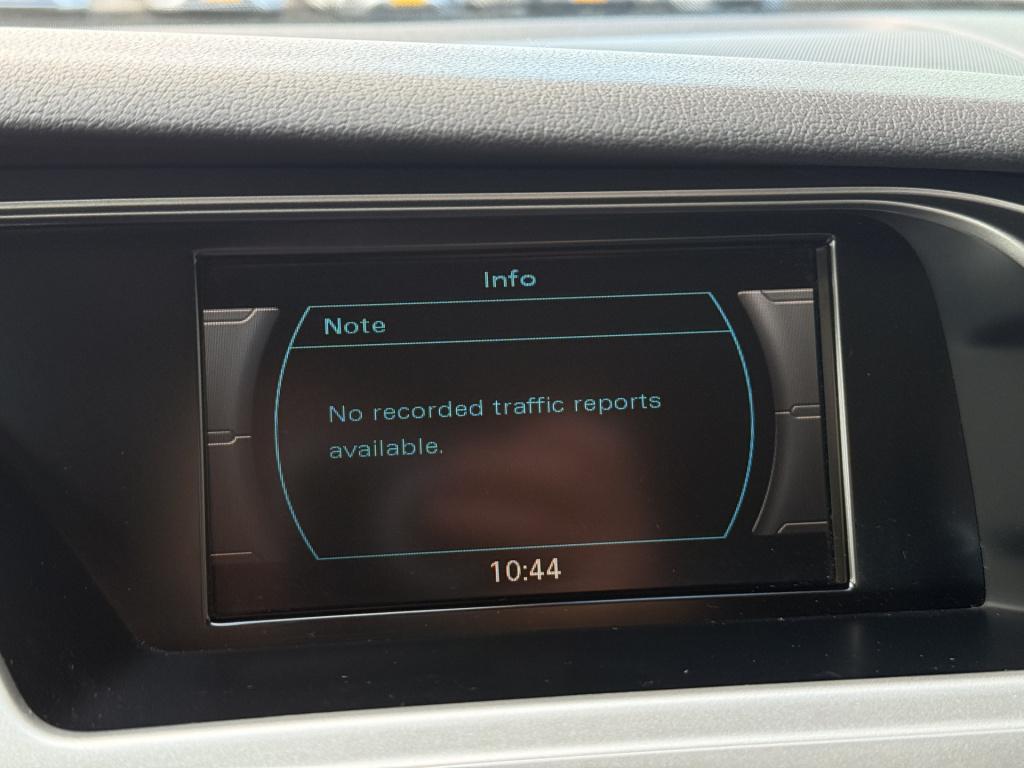 Info
Note
No recorded traffic reports
available.
10:44